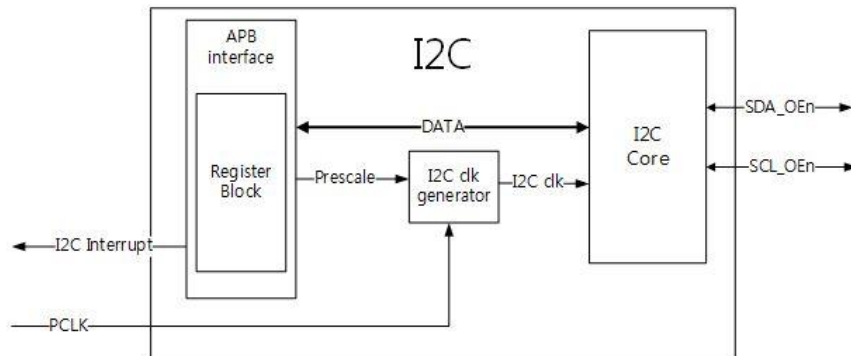 APB
interface
I2C
Register
Block
DATA
Prescale
I2C clk
generator
I2C clk
I2C
Core
SDA_OEn
SCL_OEn
I2C Interrupt
PCLK